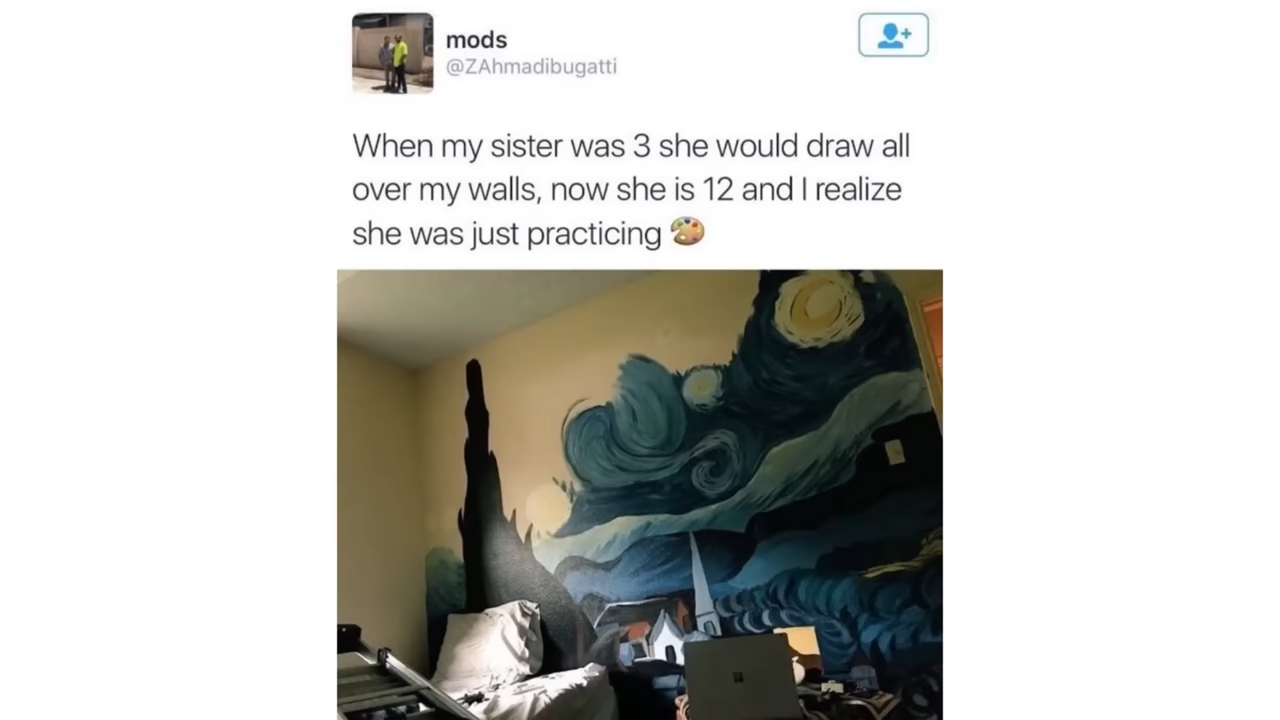 mods
@ZAhmadibugatti
When my sister was 3 she would draw all
over my walls, now she is 12 and I realize
she was just practicing 🎨